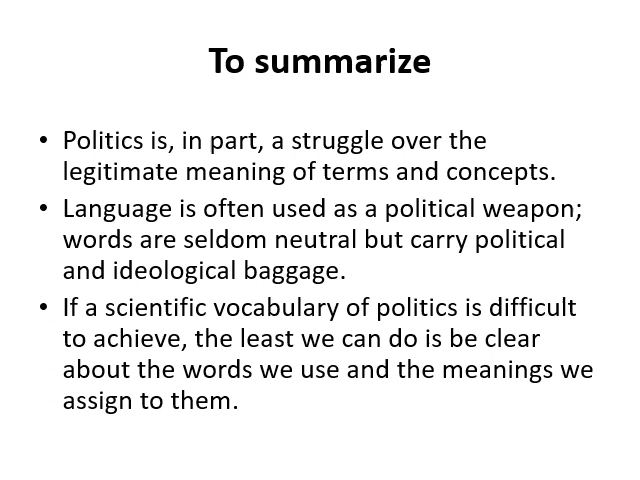 To summarize
• Politics is, in part, a struggle over the
legitimate meaning of terms and concepts.
• Language is often used as a political weapon;
words are seldom neutral but carry political
and ideological baggage.
• If a scientific vocabulary of politics is difficult
to achieve, the least we can do is be clear
about the words we use and the meanings we
assign to them.